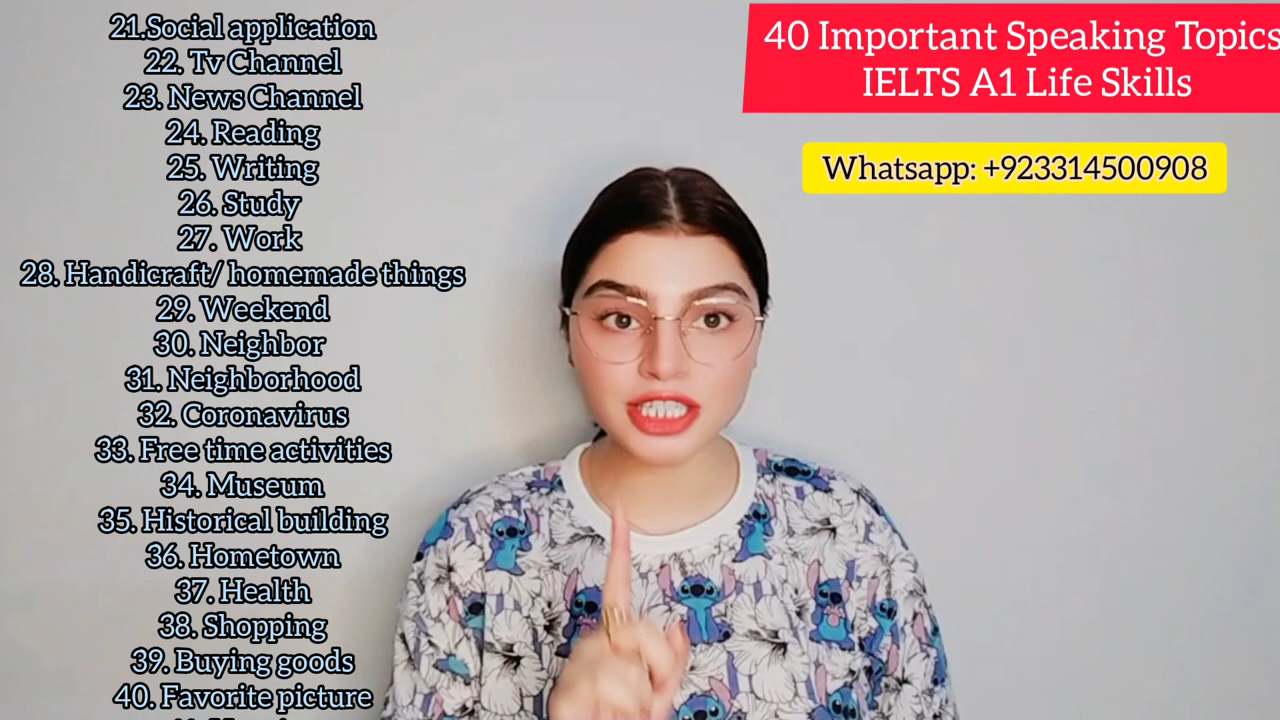 21.Social application
22. Tv Channel
23. News Channel
24. Reading
25. Writing
26. Study
27. Work
28. Handicraft/ homemade things
29. Weekend
30. Neighbor
31. Neighborhood
32. Coronavirus
33. Free time activities
34. Museum
35. Historical building
36. Hometown
37. Health
38. Shopping
39. Buying goods
40. Favorite picture
40 Important Speaking Topics
IELTS A1 Life Skills
Whatsapp: +923314500908